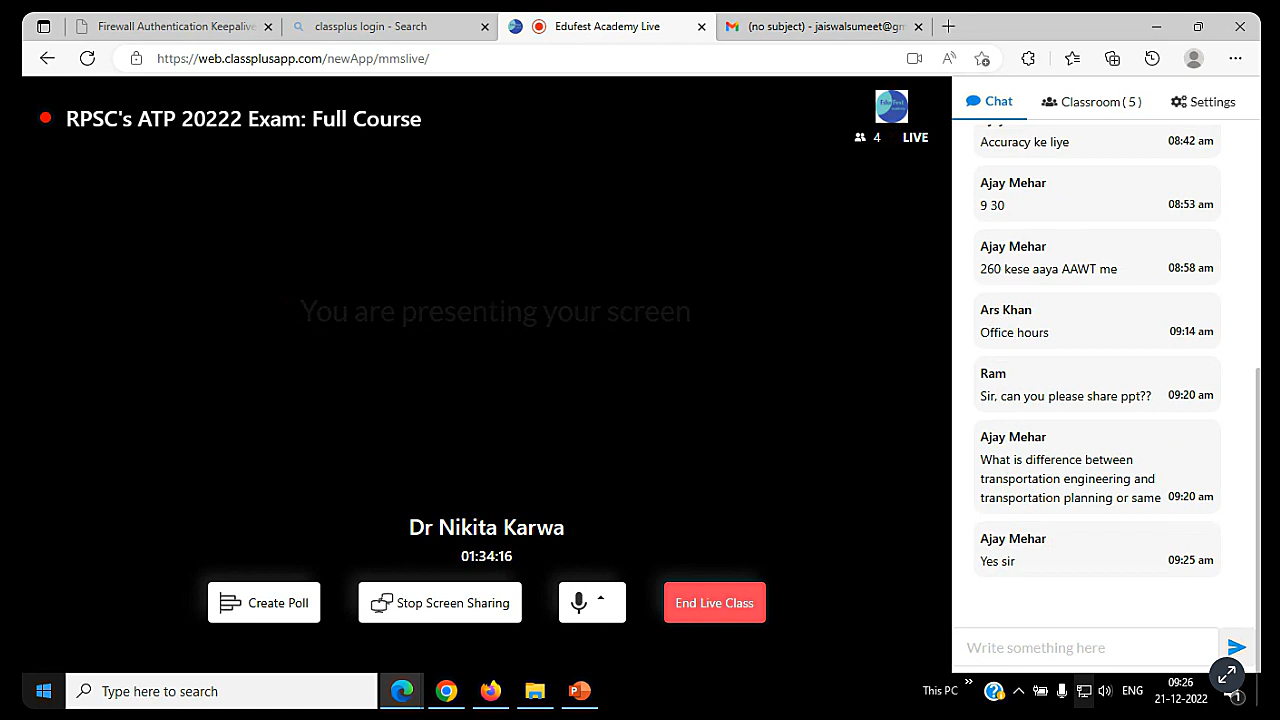 Firewall Authentication Keepalive
classplus login - Search
Edufest Academy Live
(no subject) - jaiswalsumeet@gm
https://web.classplusapp.com/newApp/mmslive/
RPSC's ATP 20222 Exam: Full Course
4 LIVE
You are presenting your screen
Dr Nikita Karwa
01:34:16
Create Poll
Stop Screen Sharing
End Live Class
Chat
Classroom ( 5 )
Settings
Accuracy ke liye 08:42 am
Ajay Mehar
9 30 08:53 am
Ajay Mehar
260 kese aaya AAWT me 08:58 am
Ars Khan
Office hours 09:14 am
Ram
Sir, can you please share ppt?? 09:20 am
Ajay Mehar
What is difference between
transportation engineering and
transportation planning or same 09:20 am
Ajay Mehar
Yes sir 09:25 am
Write something here
Type here to search
This PC
ENG
09:26
21-12-2022
1